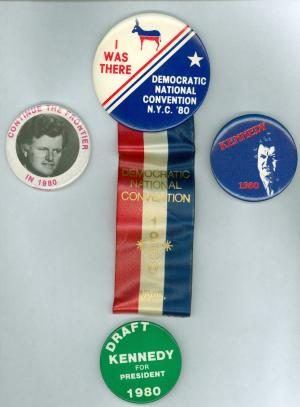 I
WAS
THERE
DEMOCRATIC
NATIONAL
CONVENTION
N.Y.C. '80
CONTINUE THE FRONTIER
IN 1980
KENNEDY
1980
DEMOCRATIC
NATIONAL
CONVENTION
1980
DRAFT
KENNEDY
FOR
PRESIDENT
1980